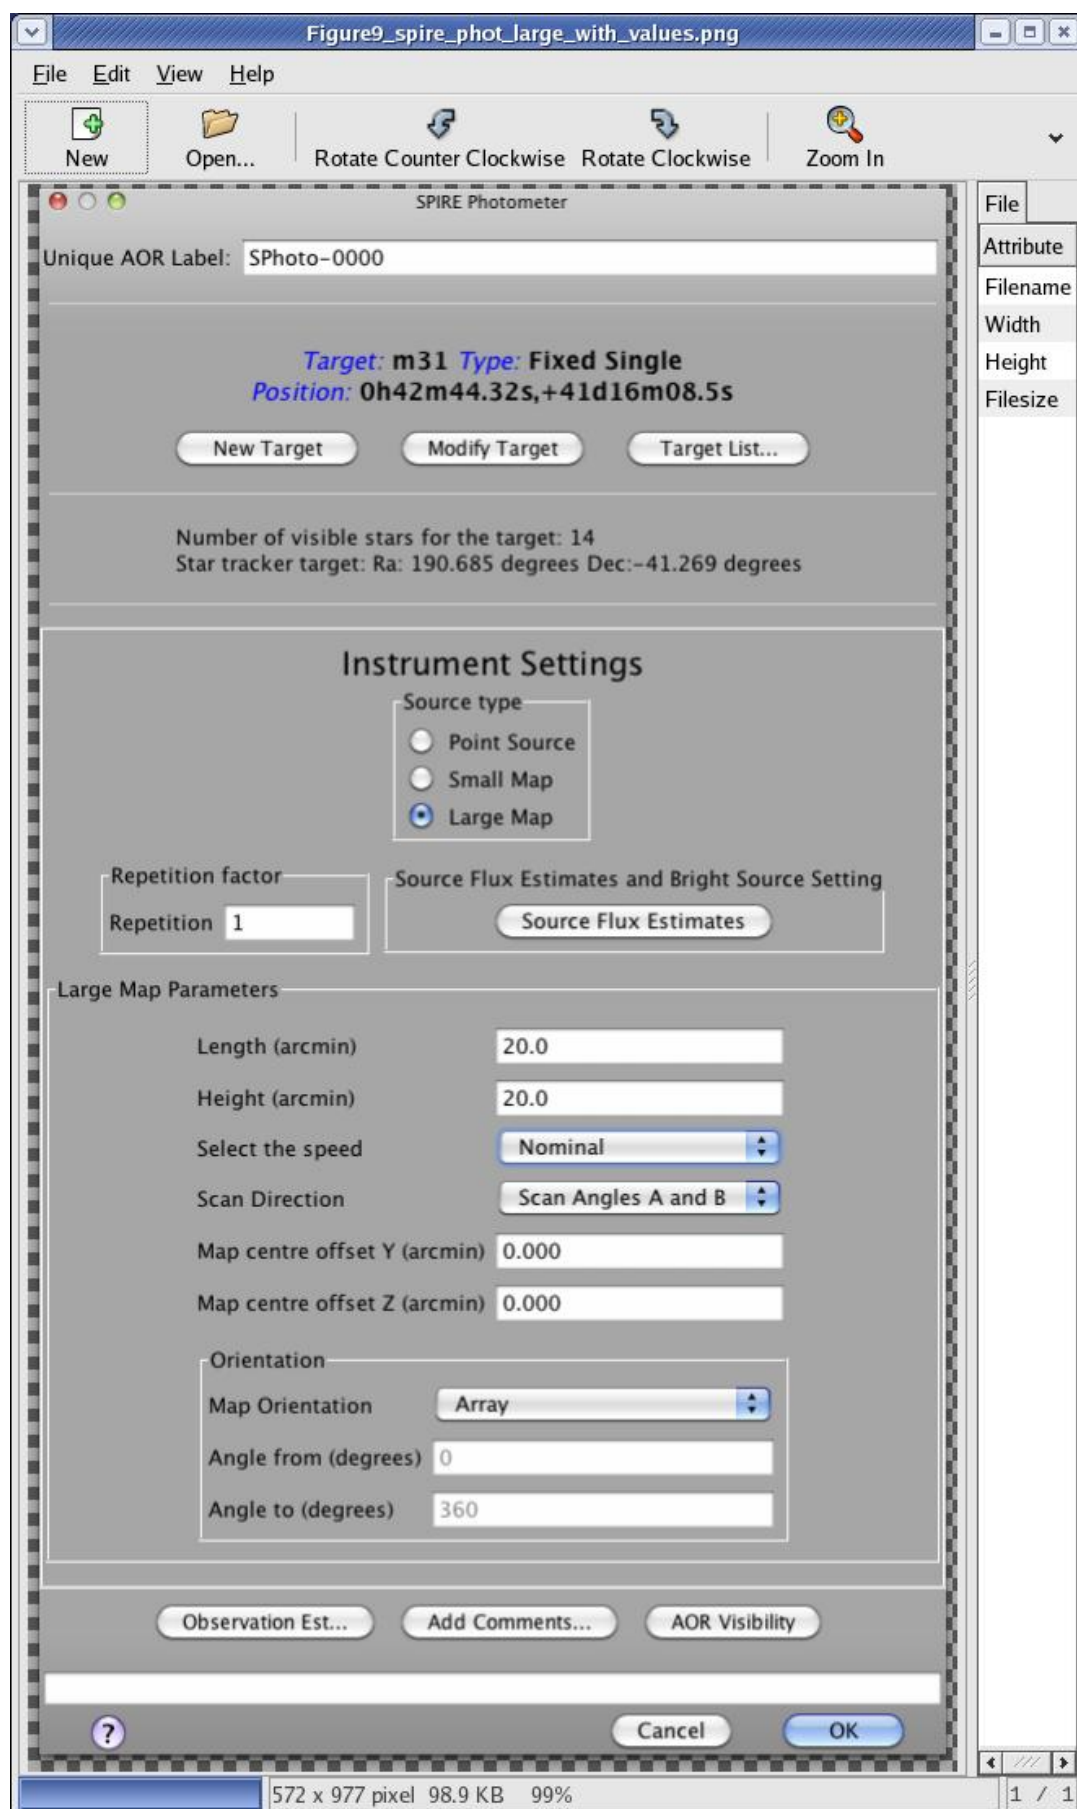 Figure9_spire_phot_large_with_values.png
File Edit View Help
New Open... Rotate Counter Clockwise Rotate Clockwise Zoom In
SPIRE Photometer
Unique AOR Label: SPhoto-0000
Target: m31 Type: Fixed Single
Position: 0h42m44.32s,+41d16m08.5s
New Target Modify Target Target List...
Number of visible stars for the target: 14
Star tracker target: Ra: 190.685 degrees Dec:-41.269 degrees
Instrument Settings
Source type
Point Source
Small Map
Large Map
Repetition factor
Repetition 1
Source Flux Estimates and Bright Source Setting
Source Flux Estimates
Large Map Parameters
Length (arcmin) 20.0
Height (arcmin) 20.0
Select the speed Nominal
Scan Direction Scan Angles A and B
Map centre offset Y (arcmin) 0.000
Map centre offset Z (arcmin) 0.000
Orientation
Map Orientation Array
Angle from (degrees) 0
Angle to (degrees) 360
Observation Est... Add Comments... AOR Visibility
? Cancel OK
File
Attribute
Filename
Width
Height
Filesize
572 x 977 pixel 98.9 KB 99% 1 / 1